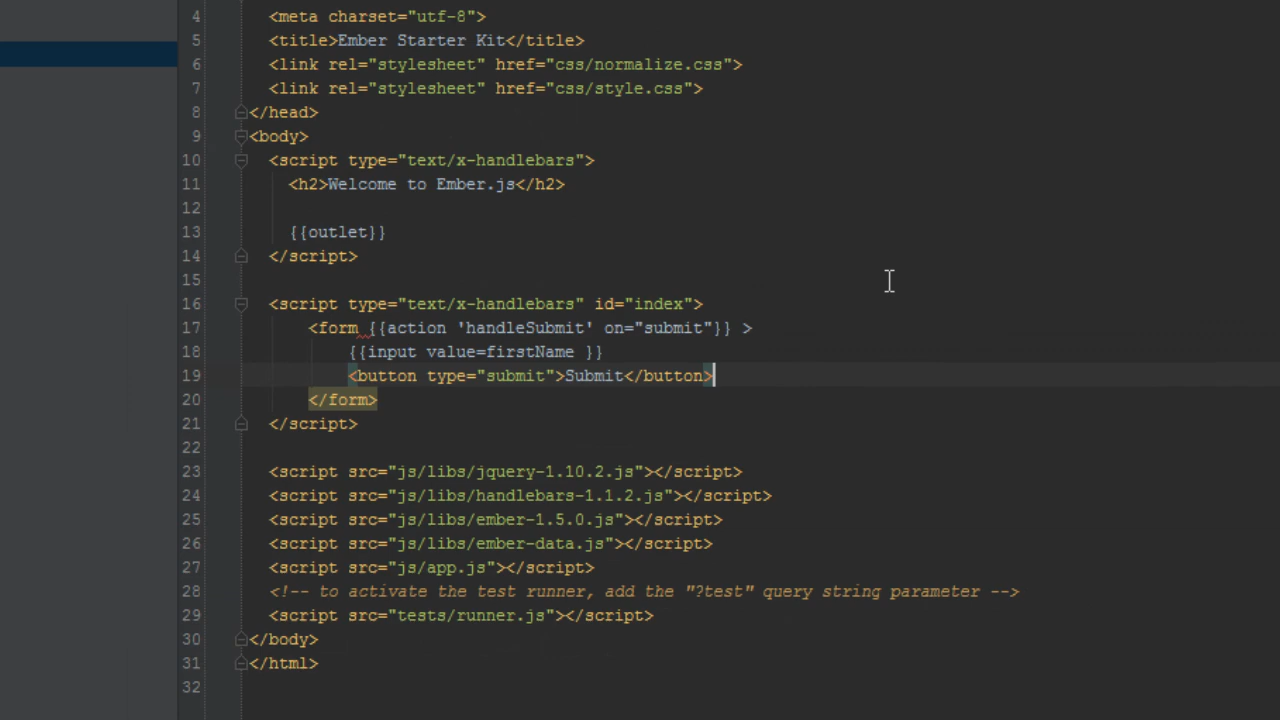 4 <meta charset="utf-8">
5 <title>Ember Starter Kit</title>
6 <link rel="stylesheet" href="css/normalize.css">
7 <link rel="stylesheet" href="css/style.css">
8 </head>
9 <body>
10 <script type="text/x-handlebars">
11 <h2>Welcome to Ember.js</h2>
12
13 {{outlet}}
14 </script>
15
16 <script type="text/x-handlebars" id="index">
17 <form {{action 'handleSubmit' on="submit"}} >
18 {{input value=firstName }}
19 <button type="submit">Submit</button>
20 </form>
21 </script>
22
23 <script src="js/libs/jquery-1.10.2.js"></script>
24 <script src="js/libs/handlebars-1.1.2.js"></script>
25 <script src="js/libs/ember-1.5.0.js"></script>
26 <script src="js/libs/ember-data.js"></script>
27 <script src="js/app.js"></script>
28 <!-- to activate the test runner, add the "?test" query string parameter -->
29 <script src="tests/runner.js"></script>
30 </body>
31 </html>
32